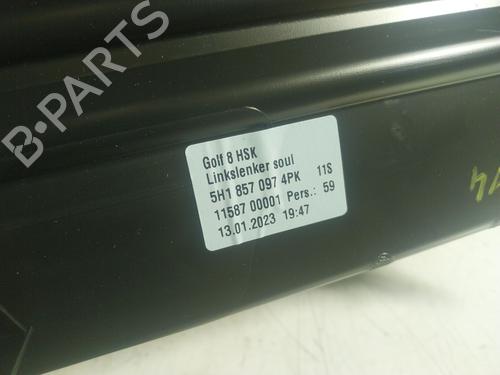 B-PARTS
Golf 8 HSK
Linkslenker soul
5H1 857 097 4PK 11S
11587 00001 Pers.: 59
13.01.2023 19:47